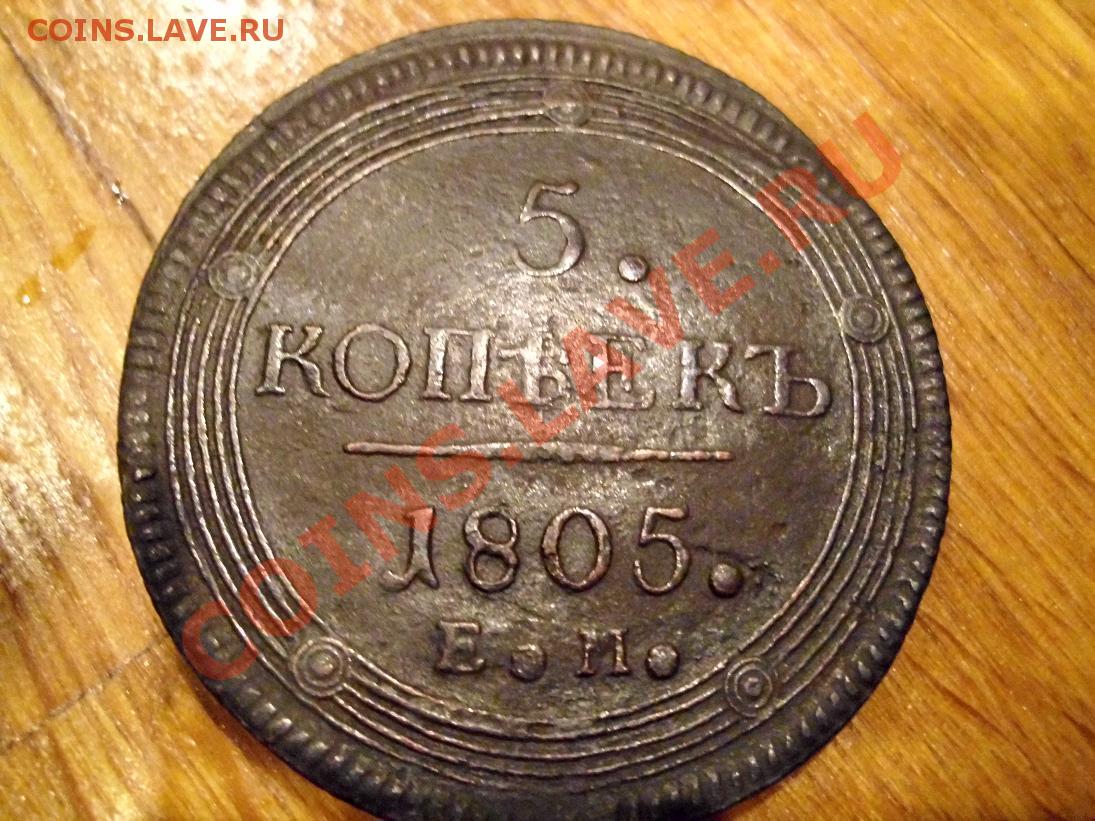 COINS.LAVE.RU
5.
КОПѢЕКЪ
1805.
Е.М.
COINS.LAVE.RU